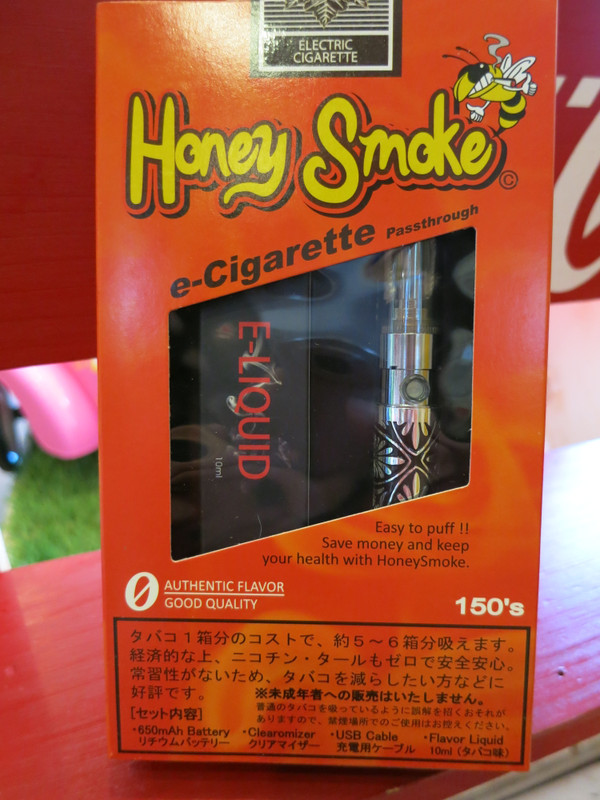 ELECTRIC
CIGARETTE
Honey Smoke
©
e-Cigarette Passthrough
E-LIQUID
10ml
Easy to puff !!
Save money and keep
your health with HoneySmoke.
0 AUTHENTIC FLAVOR
GOOD QUALITY
150's
タバコ1箱分のコストで、約5～6箱分吸えます。
経済的な上、ニコチン・タールもゼロで安全安心。
常習性がないため、タバコを減らしたい方などに
好評です。 ※未成年者への販売はいたしません。
普通のタバコを吸っているように誤解を招くおそれが
ありますので、禁煙場所でのご使用はお控えください。
[セット内容]
・650mAh Battery ・Clearomizer ・USB Cable ・Flavor Liquid
リチウムバッテリー クリアマイザー 充電用ケーブル 10ml (タバコ味)